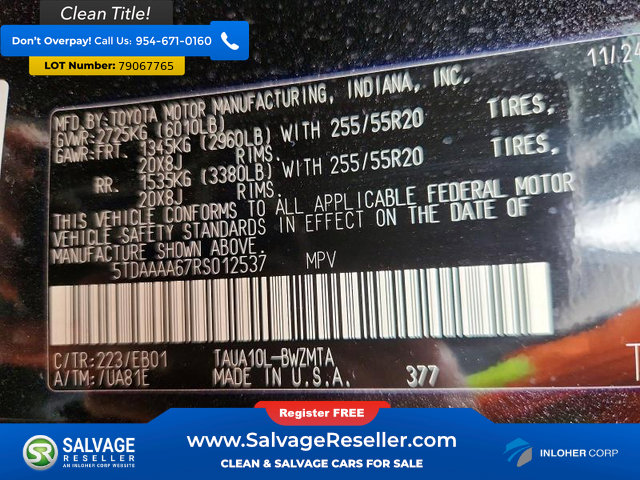 Clean Title!
Don't Overpay! Call Us: 954-671-0160
LOT Number: 79067765
11/24
MFD.BY:TOYOTA MOTOR MANUFACTURING, INDIANA, INC.
GVWR:2725KG (6010LB)
GAWR:FRT. 1345KG (2960LB) WITH 255/55R20 TIRES,
20X8J RIMS.
RR. 1535KG (3380LB) WITH 255/55R20 TIRES,
20X8J RIMS.
THIS VEHICLE CONFORMS TO ALL APPLICABLE FEDERAL MOTOR
VEHICLE SAFETY STANDARDS IN EFFECT ON THE DATE OF
MANUFACTURE SHOWN ABOVE.
5TDAAAA67RS012537 MPV
C/TR:223/EB01 TAUA10L-BWZMTA
A/TM:/UA81E MADE IN U.S.A. 377
T
Register FREE
SR SALVAGE RESELLER
AN INLOHER CORP WEBSITE
www.SalvageReseller.com
CLEAN & SALVAGE CARS FOR SALE
INLOHER CORP